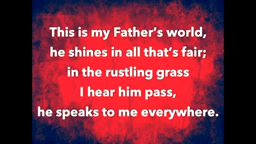 This is my Father's world,
he shines in all that's fair;
in the rustling grass
I hear him pass,
he speaks to me everywhere.